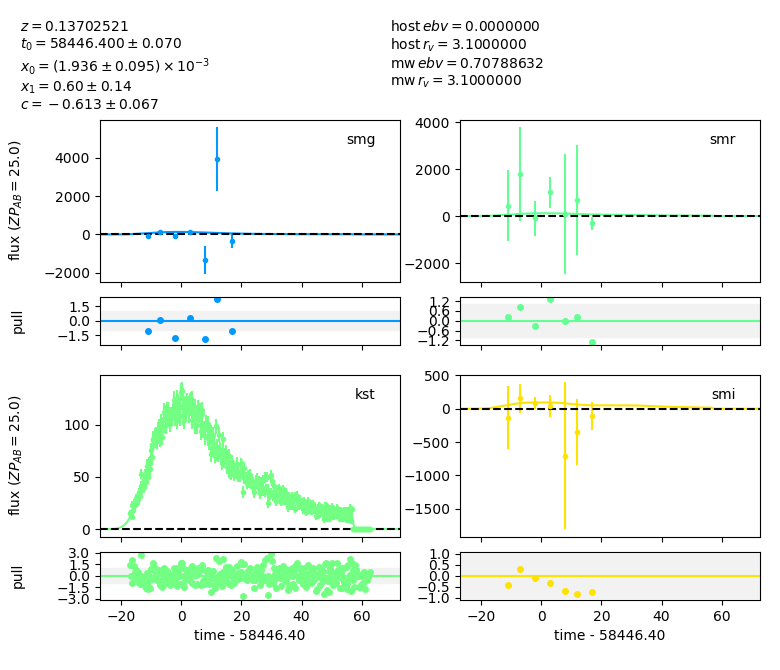 z = 0.13702521
t₀ = 58446.400 ± 0.070
x₀ = (1.936 ± 0.095) × 10⁻³
x₁ = 0.60 ± 0.14
c = −0.613 ± 0.067
host ebv = 0.0000000
host r_v = 3.1000000
mw ebv = 0.70788632
mw r_v = 3.1000000
flux (ZP_AB = 25.0)
smg
4000
2000
0
−2000
smr
4000
2000
0
−2000
pull
1.5
0.0
−1.5
1.2
0.6
0.0
−0.6
−1.2
flux (ZP_AB = 25.0)
kst
100
50
0
smi
500
0
−500
−1000
−1500
pull
3.0
1.5
0.0
−1.5
−3.0
−20 0 20 40 60
time - 58446.40
1.0
0.5
0.0
−0.5
−1.0
−20 0 20 40 60
time - 58446.40